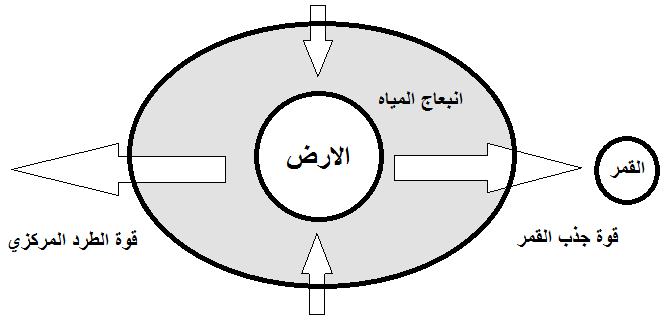 انبعاج المياه
الارض
القمر
قوة جذب القمر
قوة الطرد المركزي